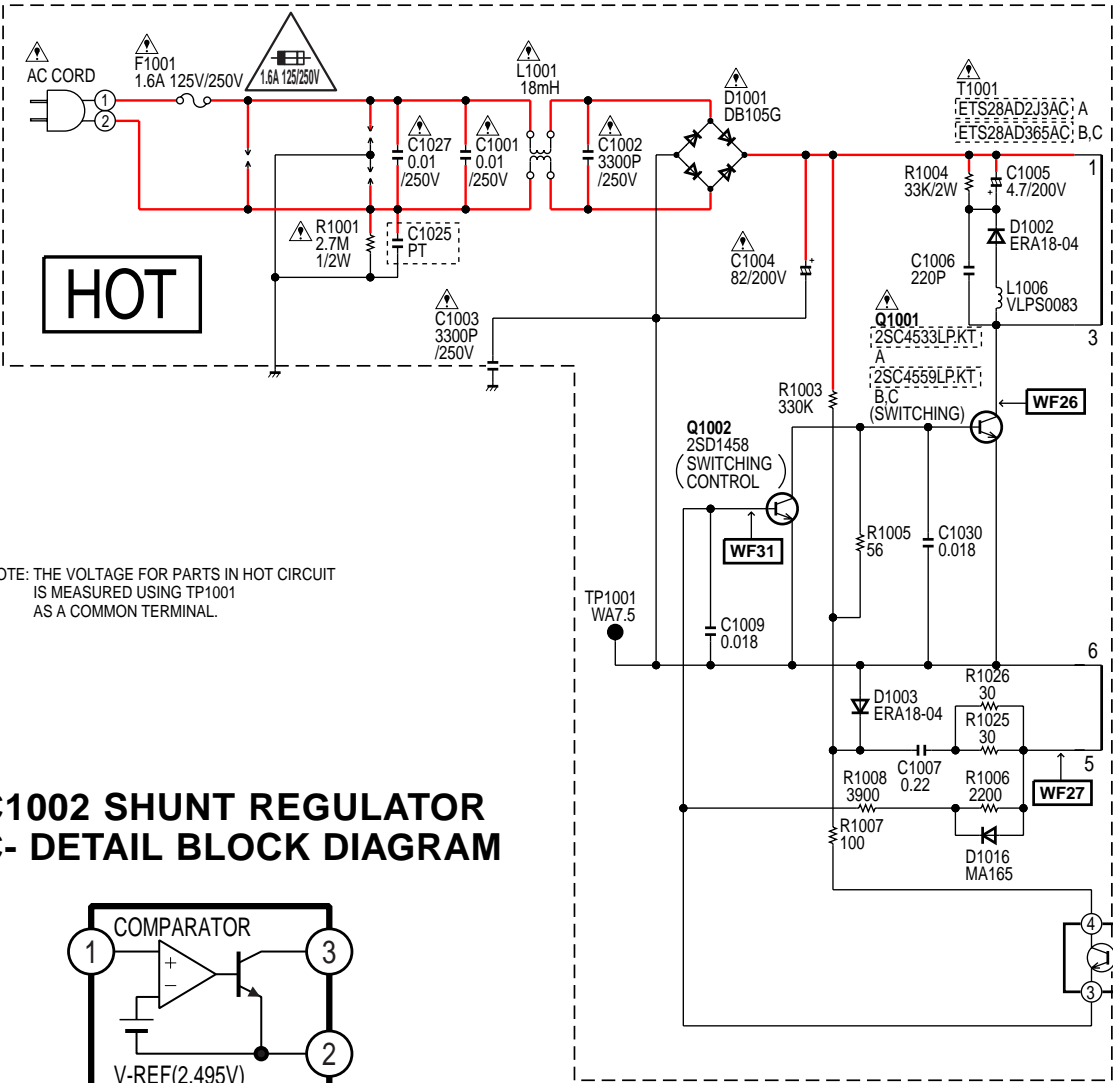 AC CORD
1
2
F1001
1.6A 125V/250V
1.6A 125/250V
L1001
18mH
D1001
DB105G
T1001
ETS28AD2J3AC A
ETS28AD365AC B,C
C1027
0.01
/250V
C1001
0.01
/250V
C1002
3300P
/250V
R1004
33K/2W
C1005
4.7/200V
1
R1001
2.7M
1/2W
C1025
PT
D1002
ERA18-04
C1004
82/200V
+
+
C1006
220P
L1006
VLPS0083
HOT
C1003
3300P
/250V
Q1001
2SC4533LP.KT
A
2SC4559LP.KT
B,C
(SWITCHING)
3
R1003
330K
WF26
Q1002
2SD1458
(SWITCHING
CONTROL)
WF31
R1005
56
C1030
0.018
OTE: THE VOLTAGE FOR PARTS IN HOT CIRCUIT
IS MEASURED USING TP1001
AS A COMMON TERMINAL.
TP1001
WA7.5
C1009
0.018
6
R1026
30
D1003
ERA18-04
R1025
30
C1007
0.22
5
WF27
R1008
3900
R1006
2200
R1007
100
D1016
MA165
C1002 SHUNT REGULATOR
C- DETAIL BLOCK DIAGRAM
COMPARATOR
1
3
+
−
2
V-REF(2.495V)
4
3